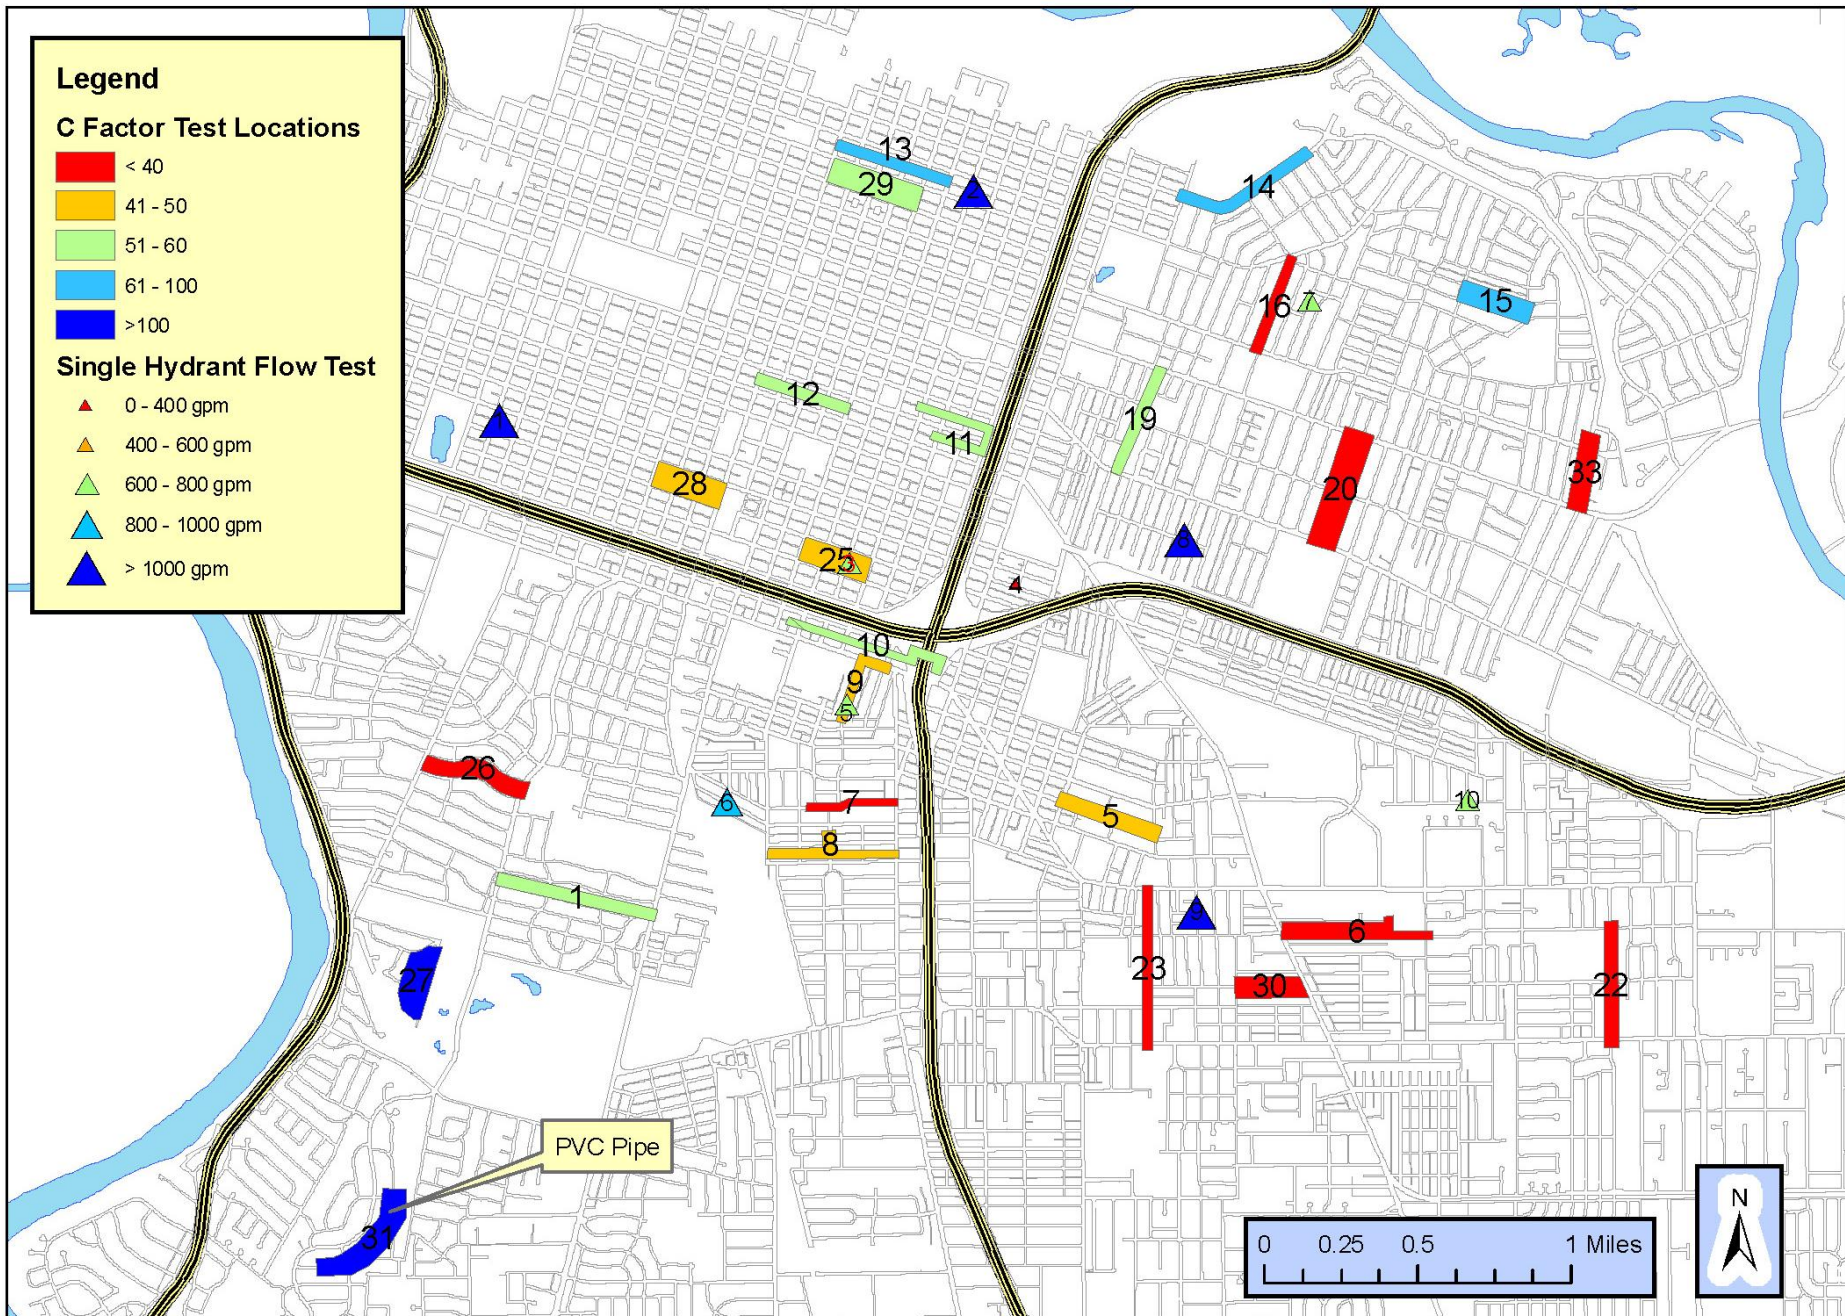 Legend
C Factor Test Locations
< 40
41 - 50
51 - 60
61 - 100
>100
Single Hydrant Flow Test
0 - 400 gpm
400 - 600 gpm
600 - 800 gpm
800 - 1000 gpm
> 1000 gpm
13
29
2
14
16
7
15
12
11
19
1
28
20
33
25
3
8
4
10
9
5
26
6
7
8
5
10
1
9
6
23
30
22
27
PVC Pipe
31
N
0 0.25 0.5 1 Miles